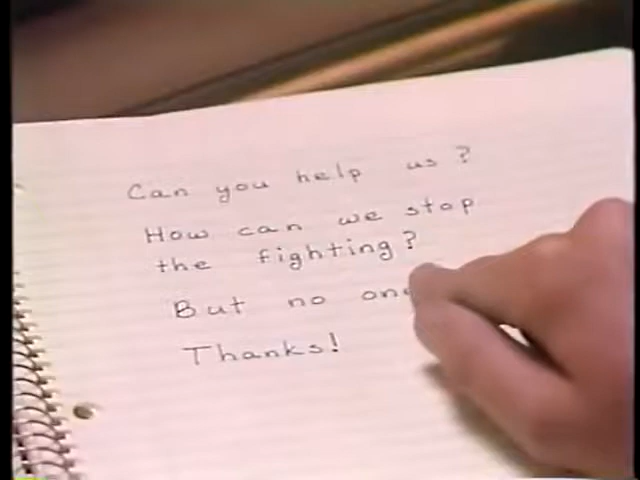 Can you help us?
How can we stop
the fighting?
But no
Thanks!